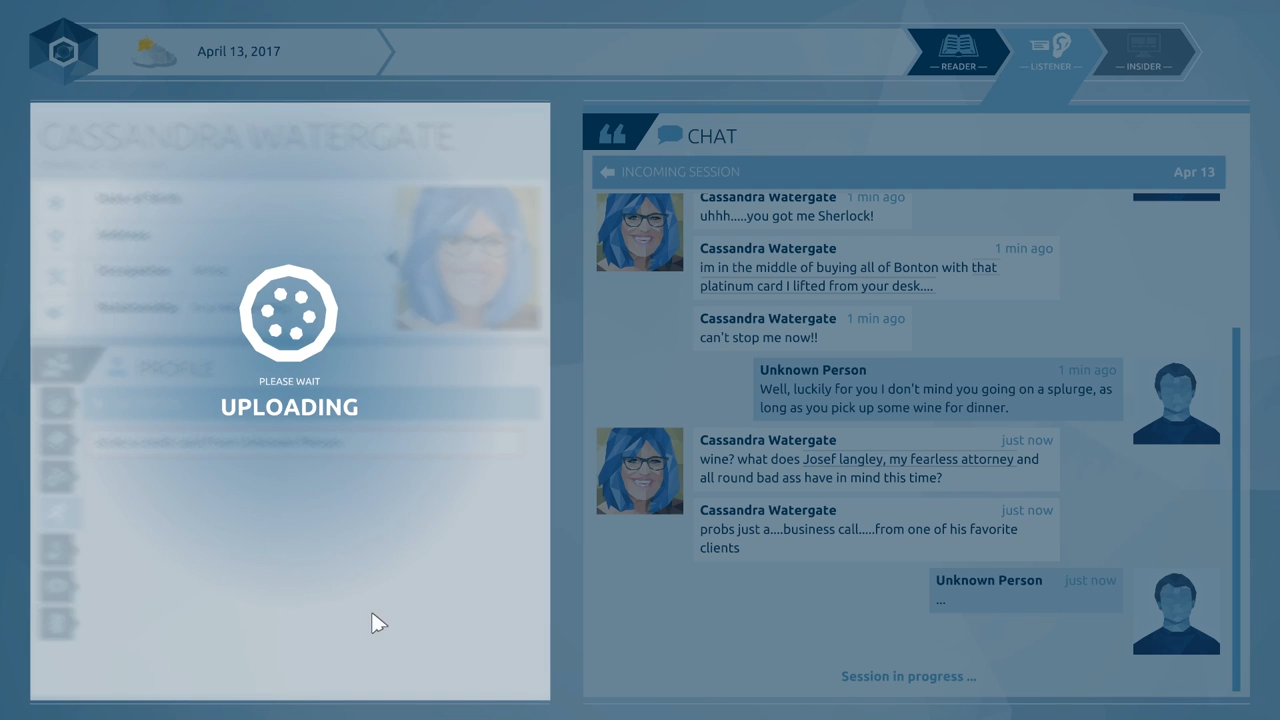 April 13, 2017
READER
LISTENER
INSIDER
CASSANDRA WATERGATE
PROFILE
PLEASE WAIT
UPLOADING
CHAT
INCOMING SESSION
Apr 13
Cassandra Watergate 1 min ago
uhhh.....you got me Sherlock!
Cassandra Watergate 1 min ago
im in the middle of buying all of Bonton with that
platinum card I lifted from your desk....
Cassandra Watergate 1 min ago
can't stop me now!!
Unknown Person 1 min ago
Well, luckily for you I don't mind you going on a splurge, as
long as you pick up some wine for dinner.
Cassandra Watergate just now
wine? what does Josef langley, my fearless attorney and
all round bad ass have in mind this time?
Cassandra Watergate just now
probs just a....business call.....from one of his favorite
clients
Unknown Person just now
...
Session in progress ...